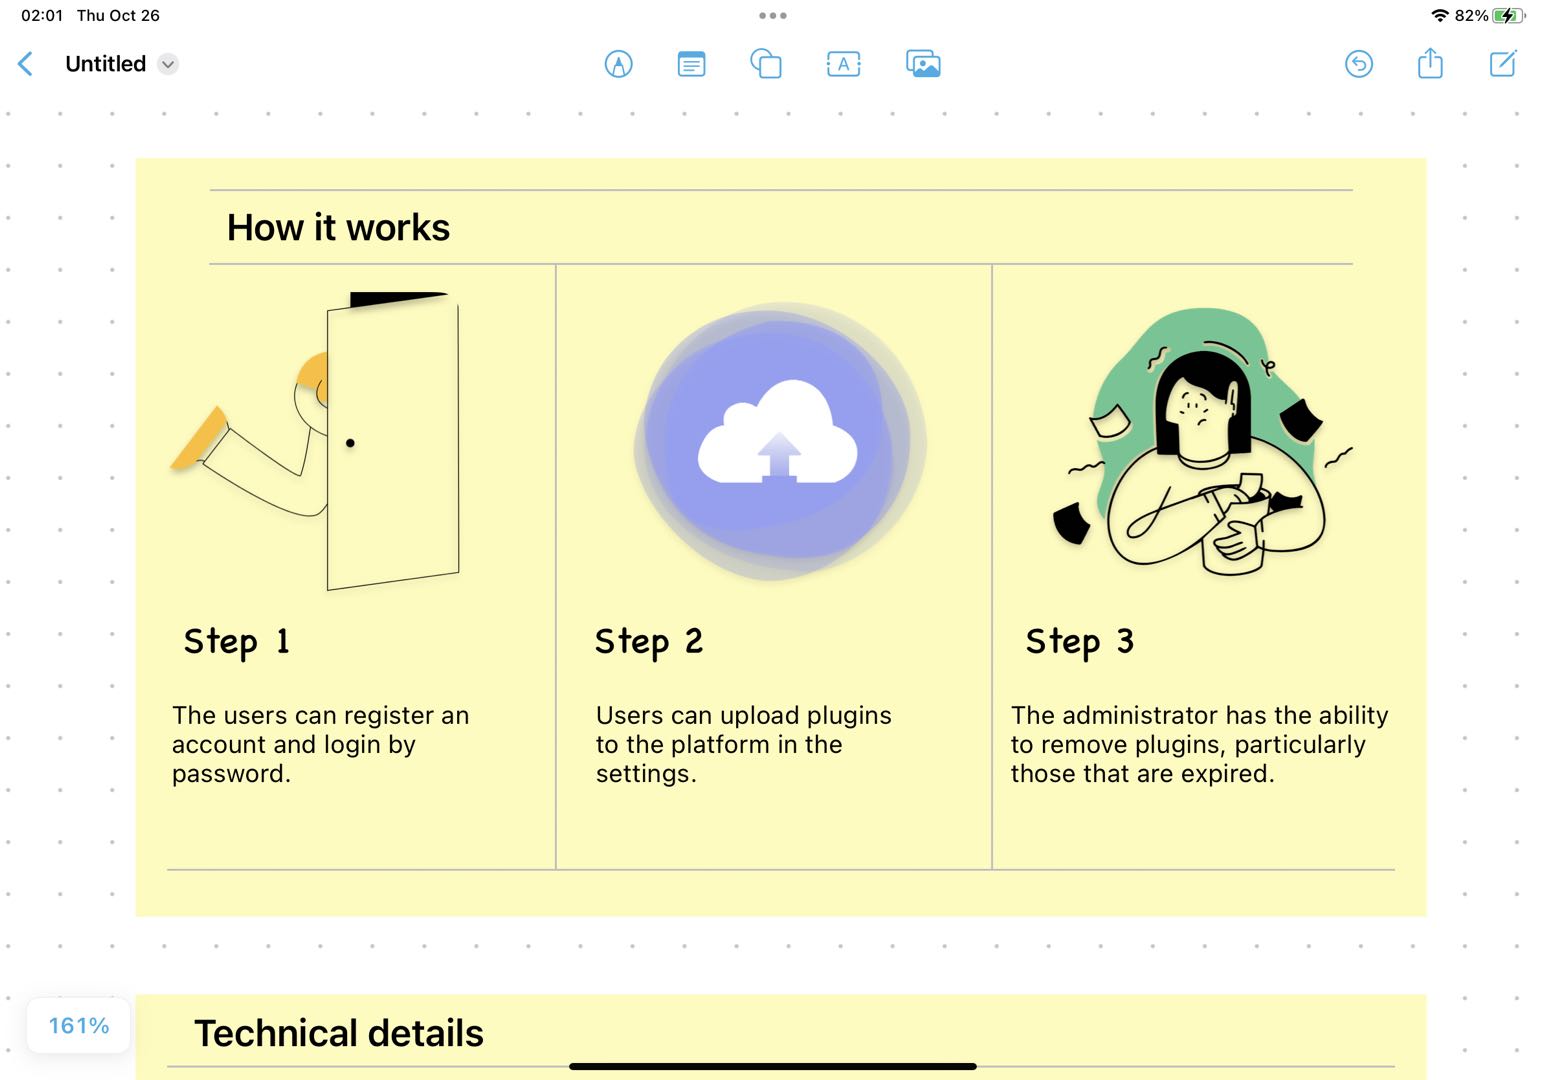 02:01 Thu Oct 26
82%
Untitled
A
How it works
Step 1
The users can register an
account and login by
password.
Step 2
Users can upload plugins
to the platform in the
settings.
Step 3
The administrator has the ability
to remove plugins, particularly
those that are expired.
161%
Technical details